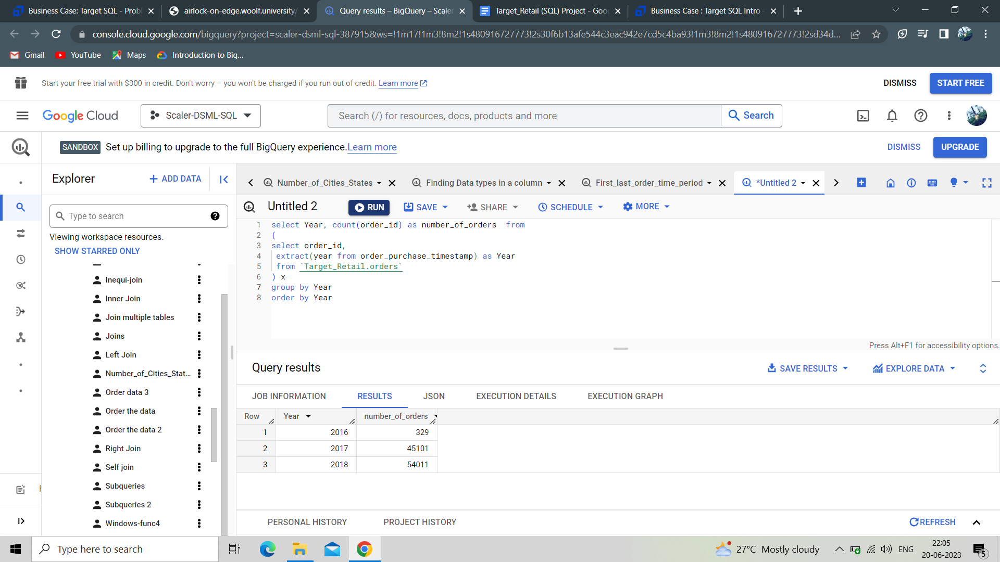 Business Case: Target SQL - Probl
airlock-on-edge.woolf.university/
Query results – BigQuery – Scaler
Target_Retail (SQL) Project - Goog
Business Case : Target SQL Intro -
console.cloud.google.com/bigquery?project=scaler-dsml-sql-387915&ws=!1m17!1m3!8m2!1s480916727773!2s30f6b13afe544c3eac942e7cd5c4ba93!1m3!8m2!1s480916727773!2sd34d...
Gmail YouTube Maps Introduction to Big...
Start your free trial with $300 in credit. Don't worry – you won't be charged if you run out of credit. Learn more
DISMISS START FREE
Google Cloud Scaler-DSML-SQL Search (/) for resources, docs, products and more Search
SANDBOX Set up billing to upgrade to the full BigQuery experience. Learn more
DISMISS UPGRADE
Explorer + ADD DATA
Number_of_Cities_States Finding Data types in a column First_last_order_time_period *Untitled 2
Untitled 2 RUN SAVE SHARE SCHEDULE MORE
Type to search
Viewing workspace resources.
SHOW STARRED ONLY
Inequi-join
Inner Join
Join multiple tables
Joins
Left Join
Number_of_Cities_Stat...
Order data 3
Order the data
Order the data 2
Right Join
Self join
Subqueries
Subqueries 2
Windows-func4
1 select Year, count(order_id) as number_of_orders from
2 (
3 select order_id,
4 extract(year from order_purchase_timestamp) as Year
5 from `Target_Retail.orders`
6 ) x
7 group by Year
8 order by Year
Press Alt+F1 for accessibility options.
Query results SAVE RESULTS EXPLORE DATA
JOB INFORMATION RESULTS JSON EXECUTION DETAILS EXECUTION GRAPH
Row Year number_of_orders
1 2016 329
2 2017 45101
3 2018 54011
PERSONAL HISTORY PROJECT HISTORY REFRESH
Type here to search
27°C Mostly cloudy
ENG
22:05
20-06-2023
5